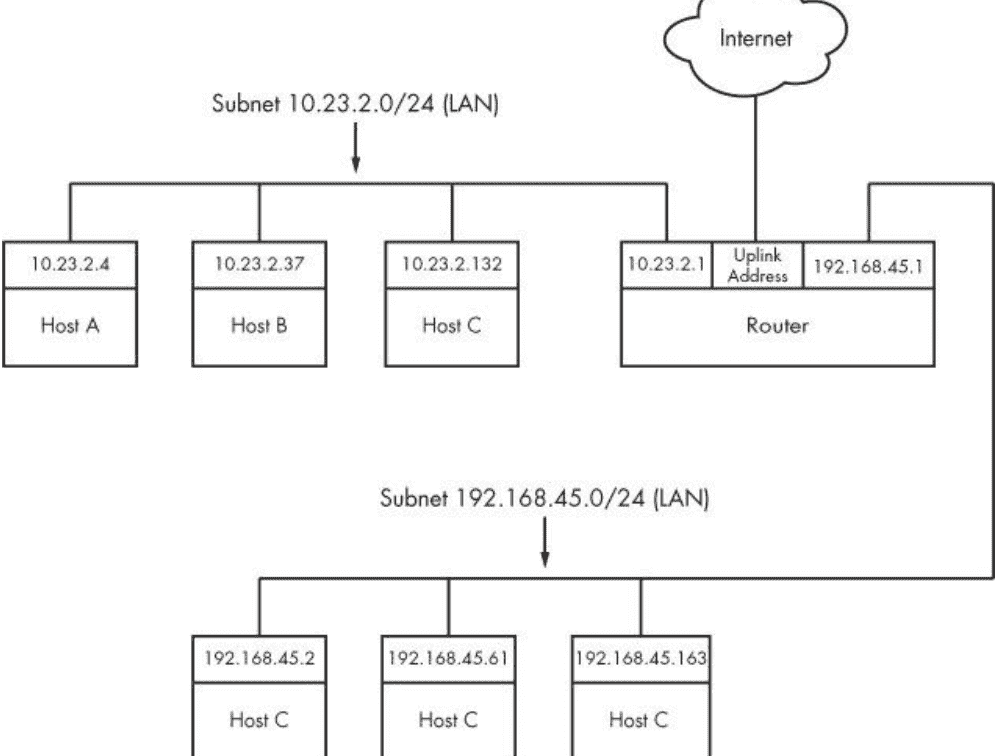 Internet
Subnet 10.23.2.0/24 (LAN)
10.23.2.4
10.23.2.37
10.23.2.132
10.23.2.1
Uplink
Address
192.168.45.1
Host A
Host B
Host C
Router
Subnet 192.168.45.0/24 (LAN)
192.168.45.2
192.168.45.61
192.168.45.163
Host C
Host C
Host C